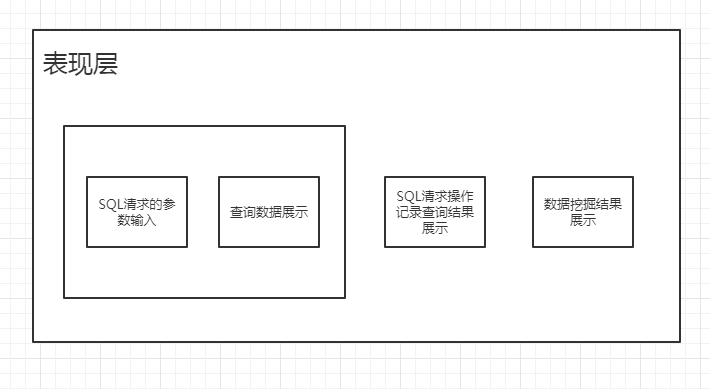 表现层
SQL请求的参
数输入
查询数据展示
SQL请求操作
记录查询结果
展示
数据挖掘结果
展示